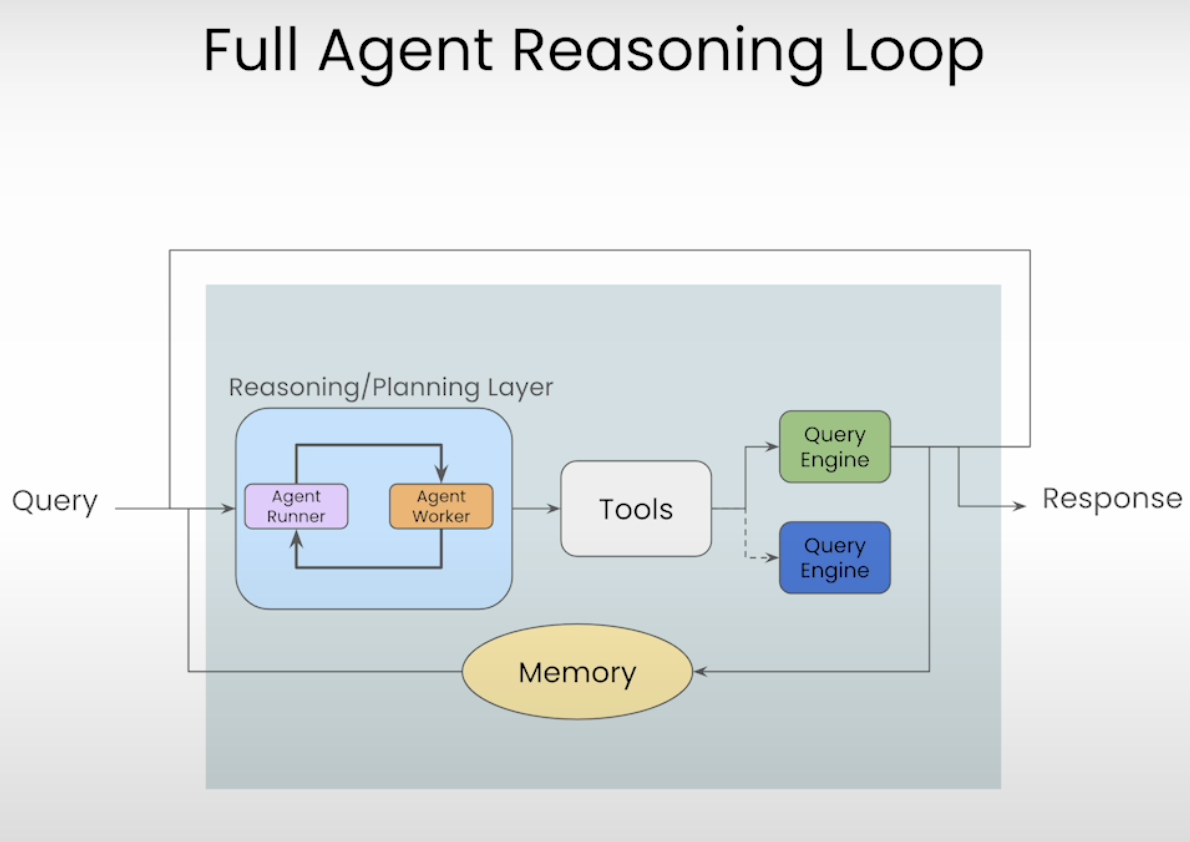 Full Agent Reasoning Loop
Reasoning/Planning Layer
Query
Agent
Runner
Agent
Worker
Tools
Query
Engine
Query
Engine
Response
Memory